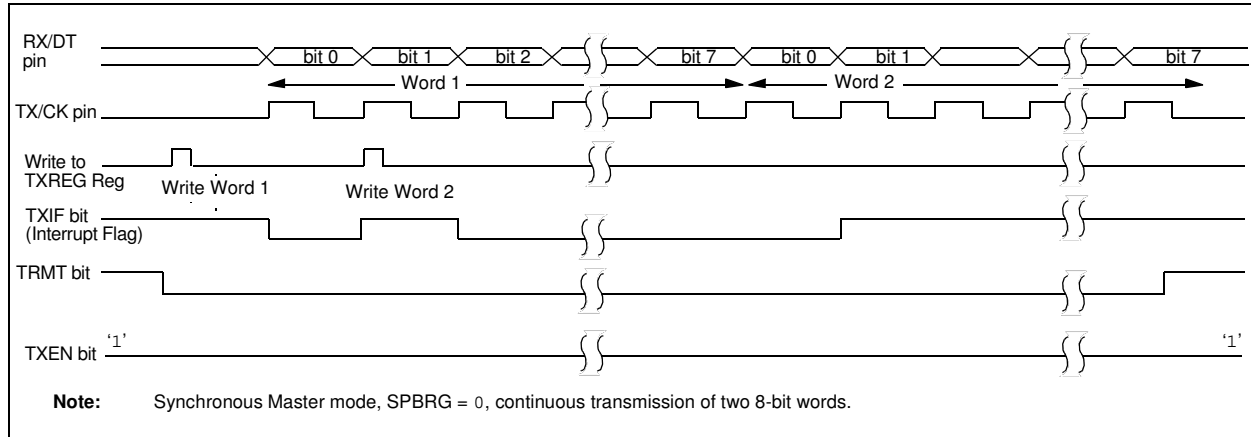 RX/DT
pin
bit 0 bit 1 bit 2 bit 7 bit 0 bit 1 bit 7
Word 1 Word 2
TX/CK pin
Write to
TXREG Reg
Write Word 1 Write Word 2
TXIF bit
(Interrupt Flag)
TRMT bit
TXEN bit ‘1’ ‘1’
Note: Synchronous Master mode, SPBRG = 0, continuous transmission of two 8-bit words.